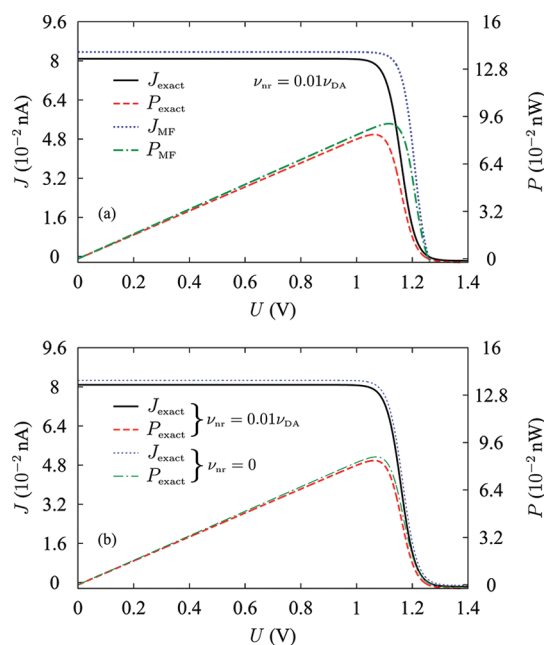 9.6 16
8 12.8
6.4 9.6
4.8 6.4
3.2 3.2
1.6 0
0
J (10⁻² nA)
P (10⁻² nW)
J_exact
P_exact
J_MF
P_MF
ν_nr = 0.01ν_DA
(a)
0 0.2 0.4 0.6 0.8 1 1.2 1.4
U (V)
9.6 16
8 12.8
6.4 9.6
4.8 6.4
3.2 3.2
1.6 0
0
J (10⁻² nA)
P (10⁻² nW)
J_exact
P_exact
} ν_nr = 0.01ν_DA
J_exact
P_exact
} ν_nr = 0
(b)
0 0.2 0.4 0.6 0.8 1 1.2 1.4
U (V)